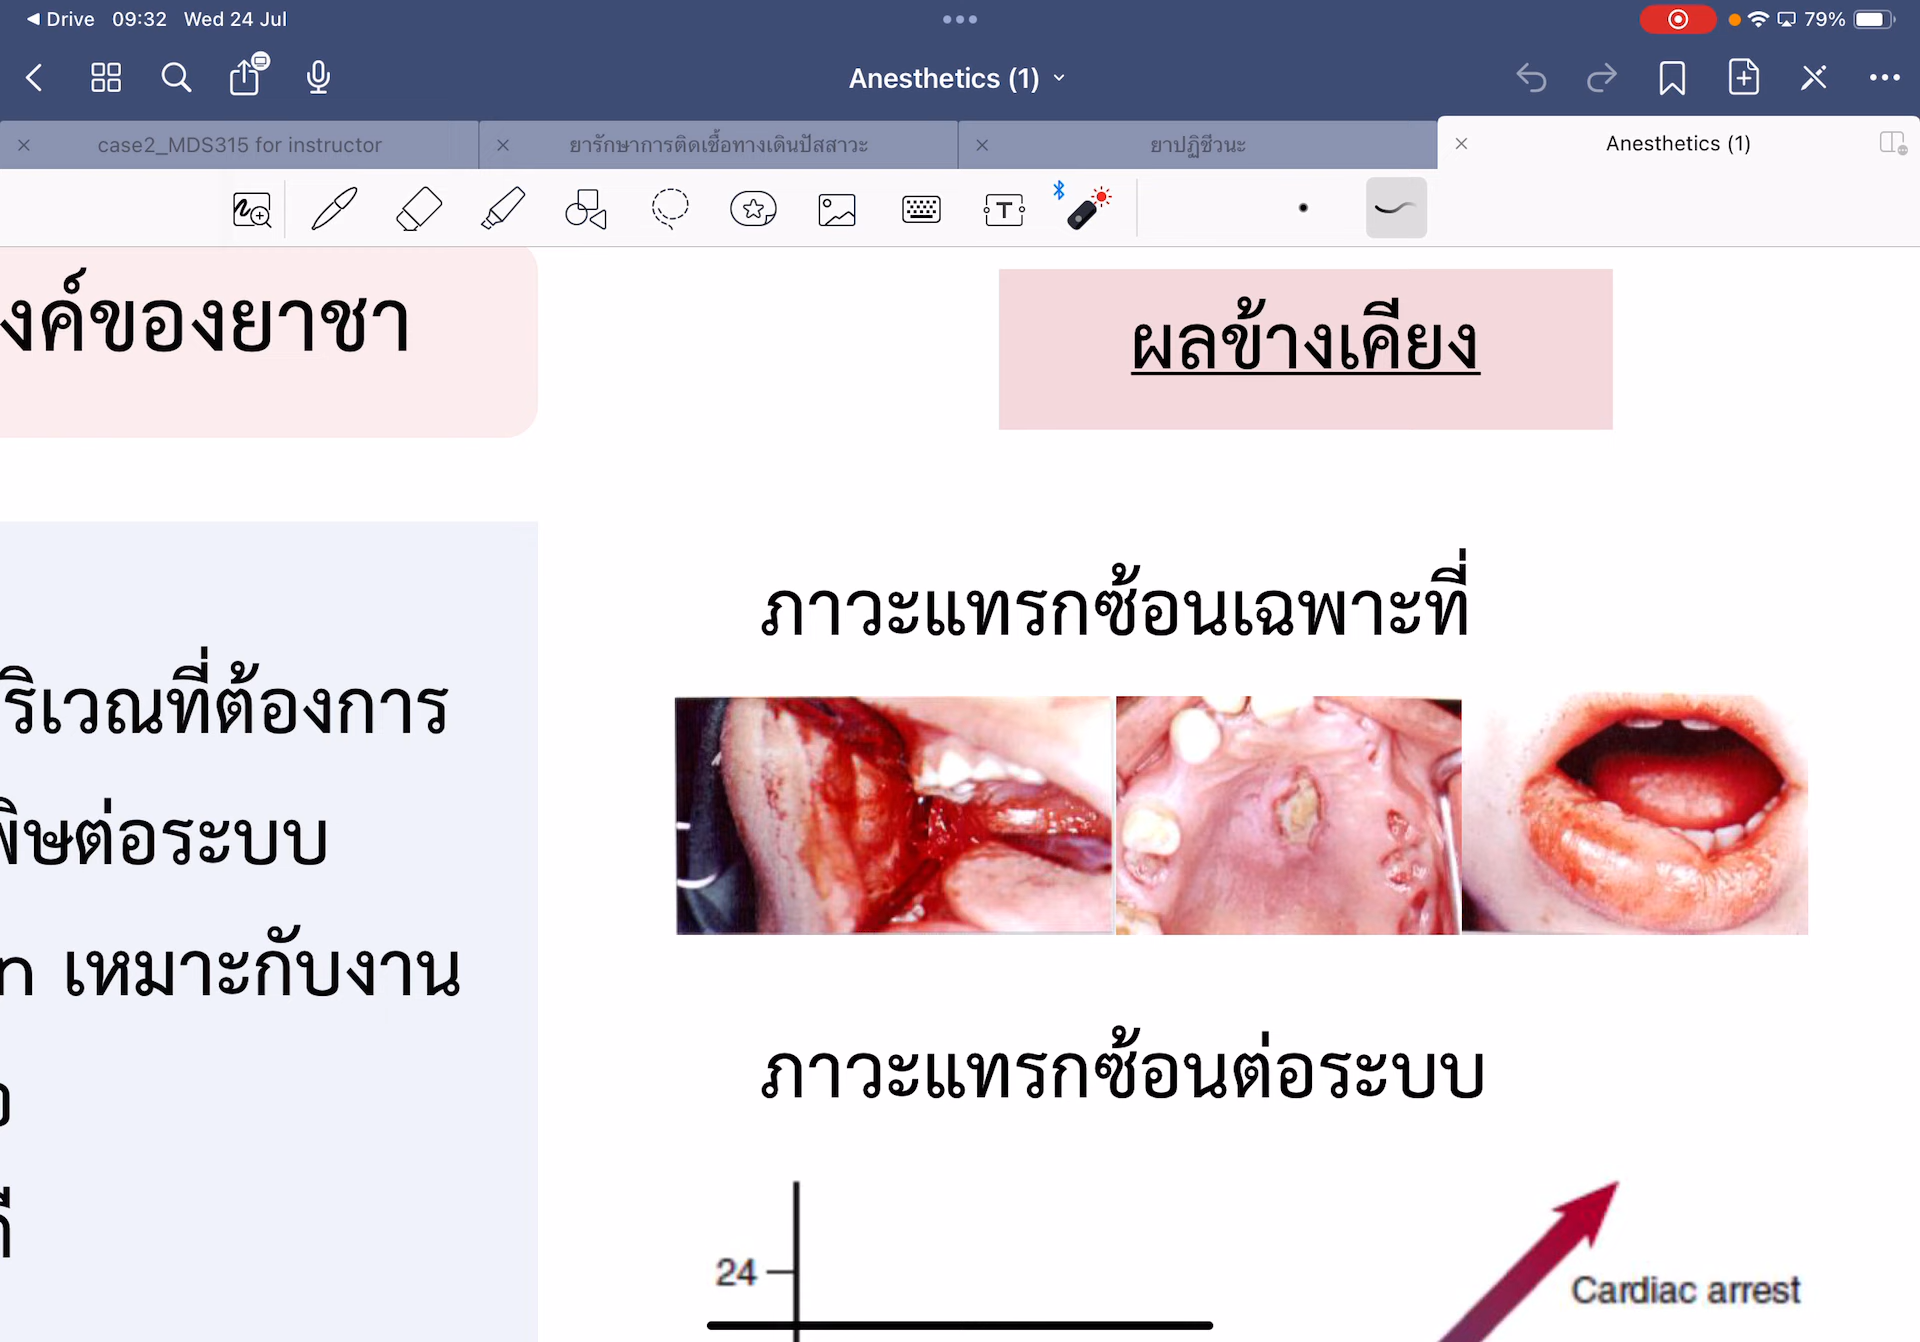 Drive 09:32 Wed 24 Jul
79%
Anesthetics (1)
case2_MDS315 for instructor
ยารักษาการติดเชื้อทางเดินปัสสาวะ
ยาปฏิชีวนะ
Anesthetics (1)
งค์ของยาชา
ริเวณที่ต้องการ
พิษต่อระบบ
n เหมาะกับงาน
ผลข้างเคียง
ภาวะแทรกซ้อนเฉพาะที่
ภาวะแทรกซ้อนต่อระบบ
24
Cardiac arrest